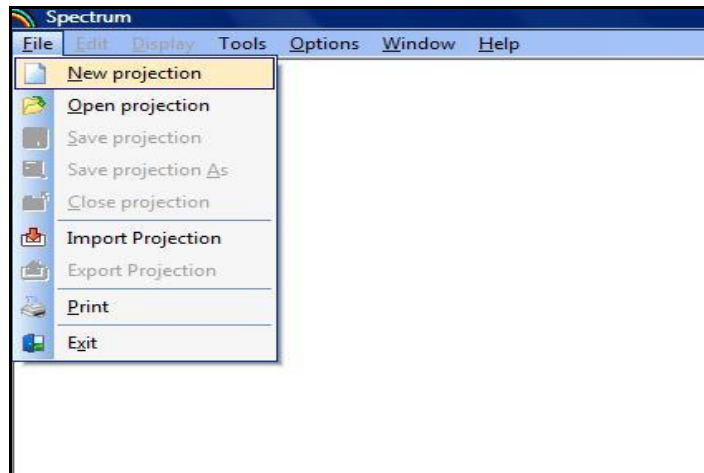 Spectrum
File Edit Display Tools Options Window Help
New projection
Open projection
Save projection
Save projection As
Close projection
Import Projection
Export Projection
Print
Exit